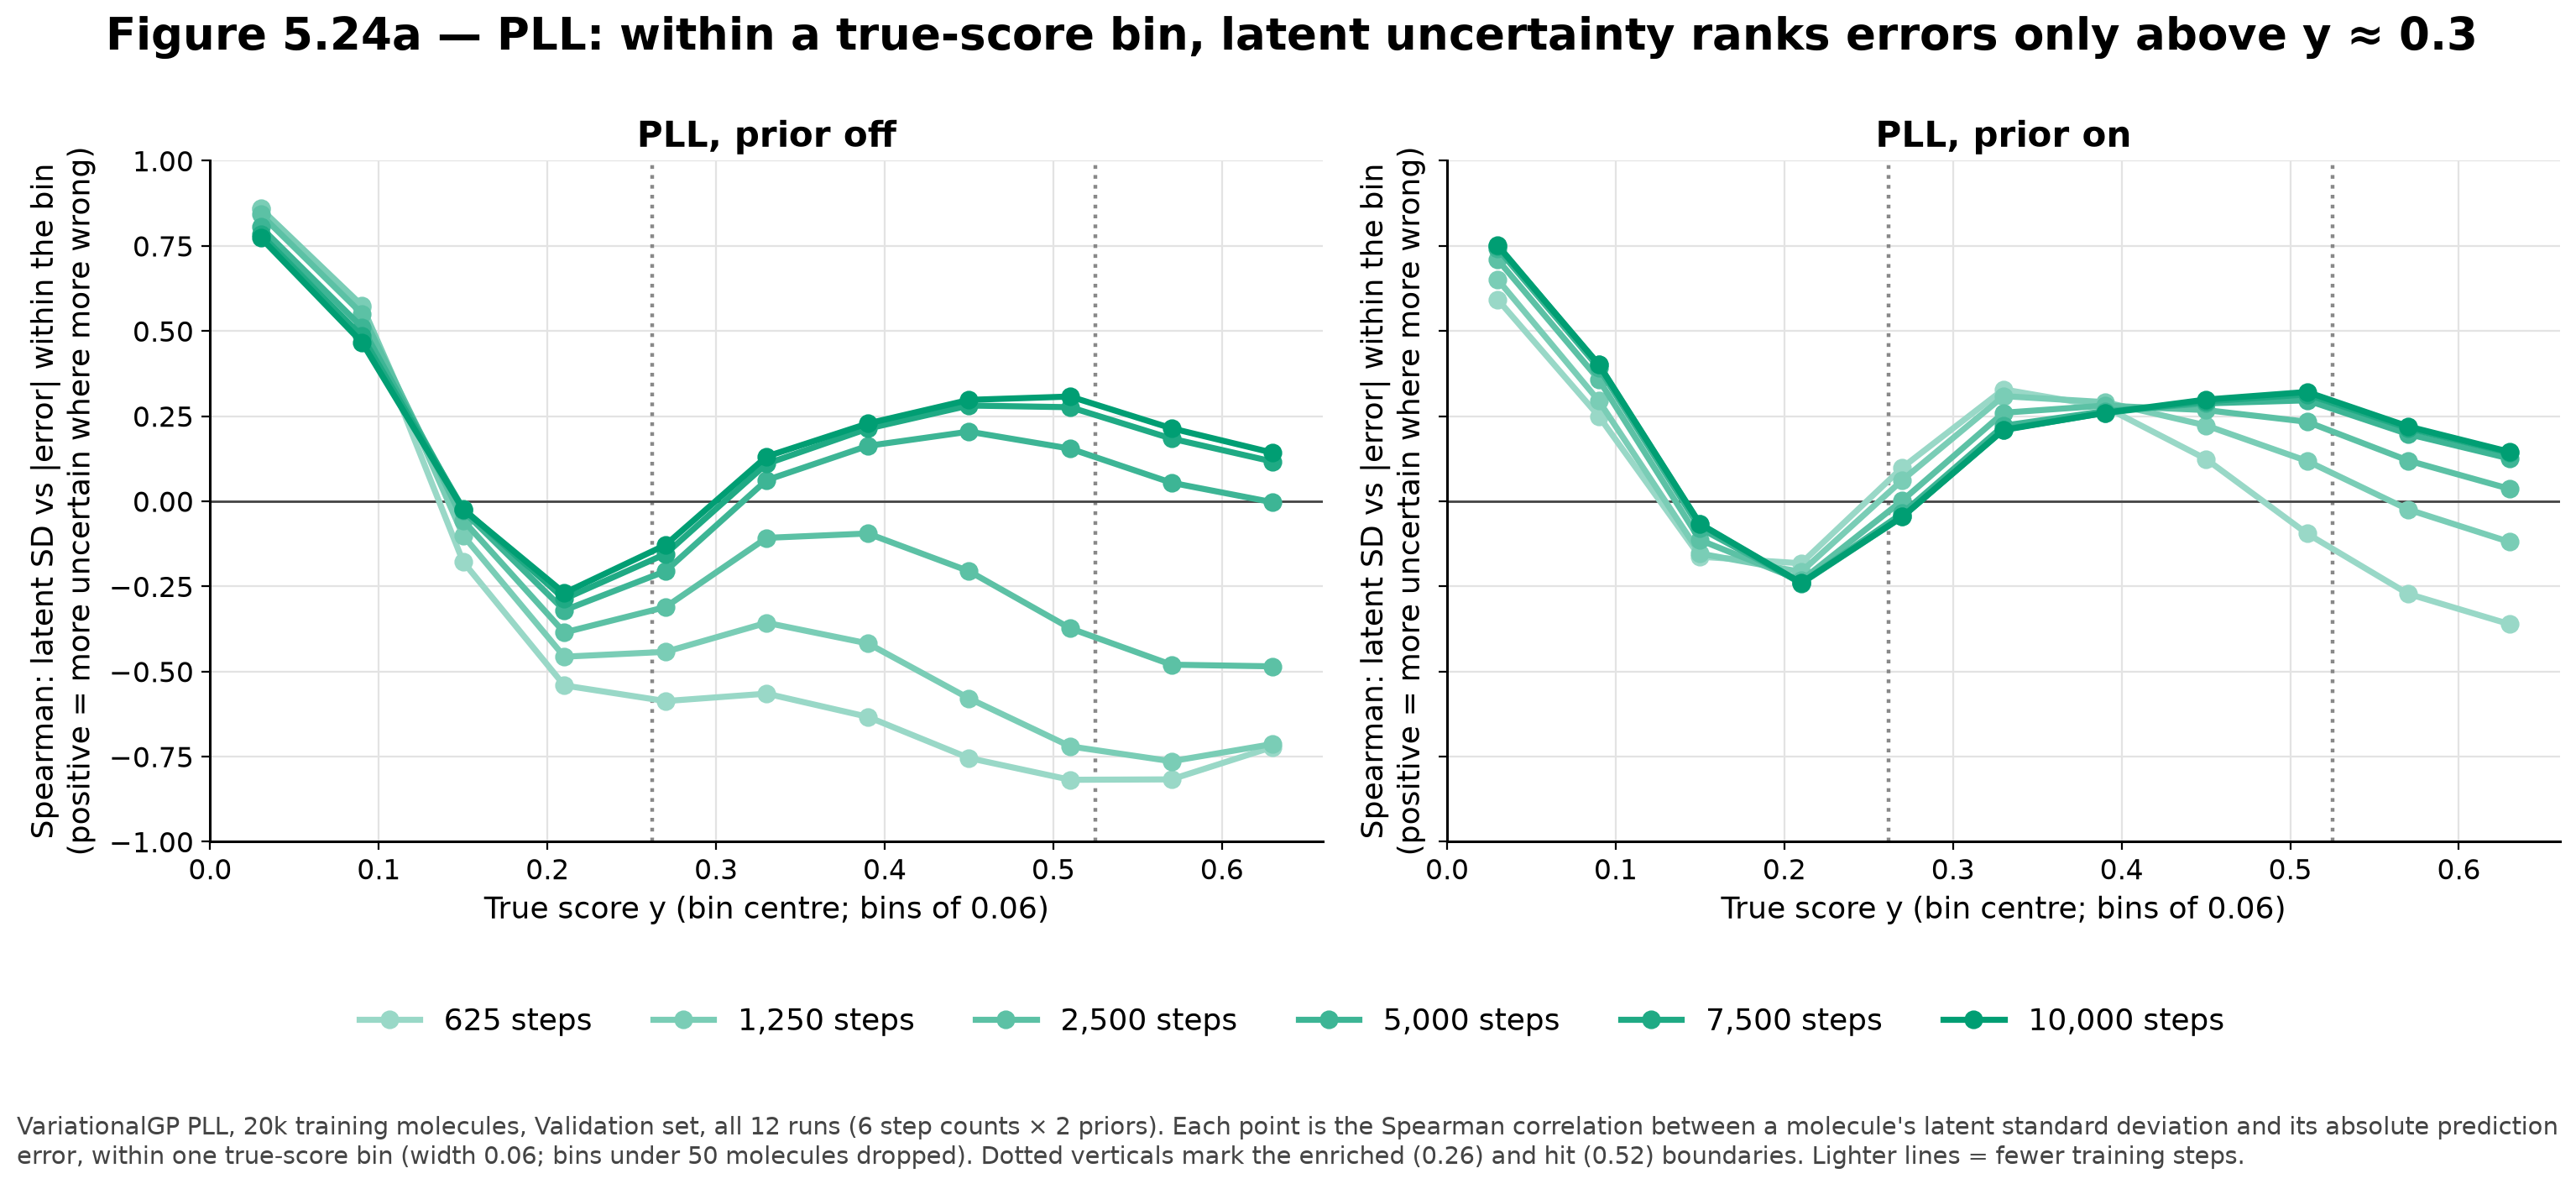 Figure 5.24a — PLL: within a true-score bin, latent uncertainty ranks errors only above y ≈ 0.3
PLL, prior off
Spearman: latent SD vs |error| within the bin
(positive = more uncertain where more wrong)
1.00
0.75
0.50
0.25
0.00
−0.25
−0.50
−0.75
−1.00
0.0 0.1 0.2 0.3 0.4 0.5 0.6
True score y (bin centre; bins of 0.06)
PLL, prior on
Spearman: latent SD vs |error| within the bin
(positive = more uncertain where more wrong)
0.0 0.1 0.2 0.3 0.4 0.5 0.6
True score y (bin centre; bins of 0.06)
625 steps 1,250 steps 2,500 steps 5,000 steps 7,500 steps 10,000 steps
VariationalGP PLL, 20k training molecules, Validation set, all 12 runs (6 step counts × 2 priors). Each point is the Spearman correlation between a molecule's latent standard deviation and its absolute prediction
error, within one true-score bin (width 0.06; bins under 50 molecules dropped). Dotted verticals mark the enriched (0.26) and hit (0.52) boundaries. Lighter lines = fewer training steps.